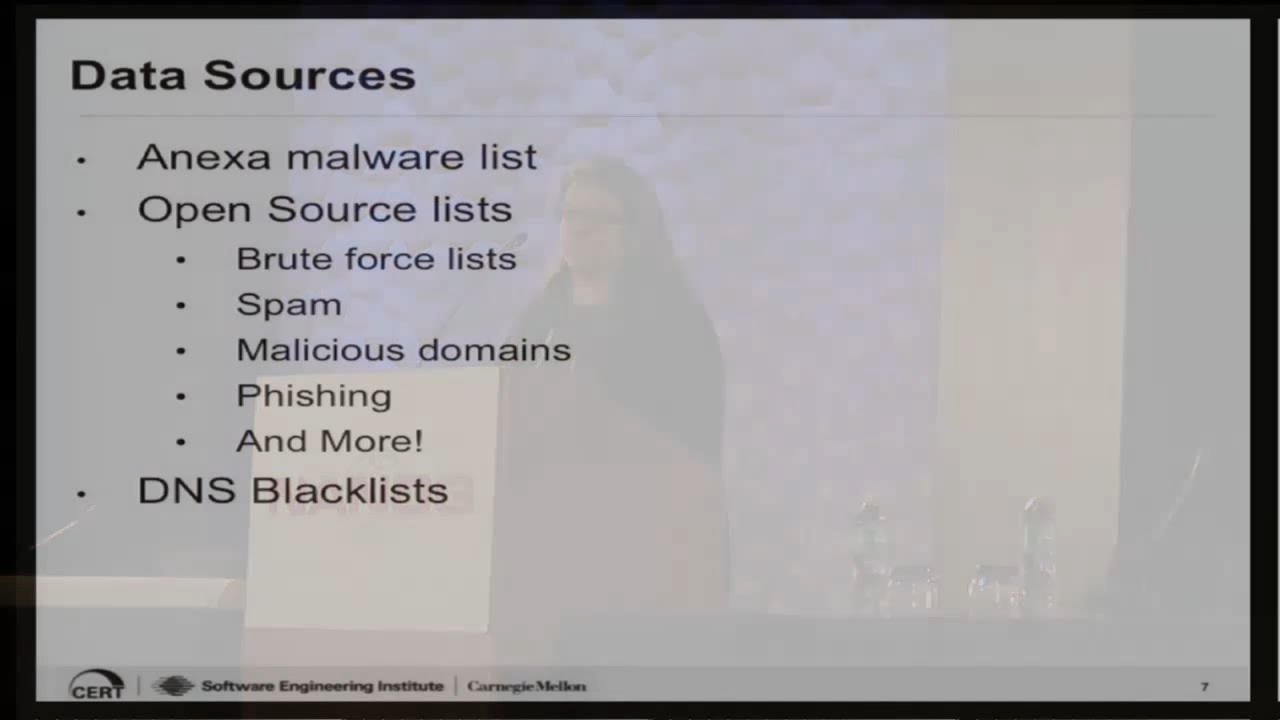 Data Sources
• Anexa malware list
• Open Source lists
• Brute force lists
• Spam
• Malicious domains
• Phishing
• And More!
• DNS Blacklists
CERT | Software Engineering Institute | Carnegie Mellon
7